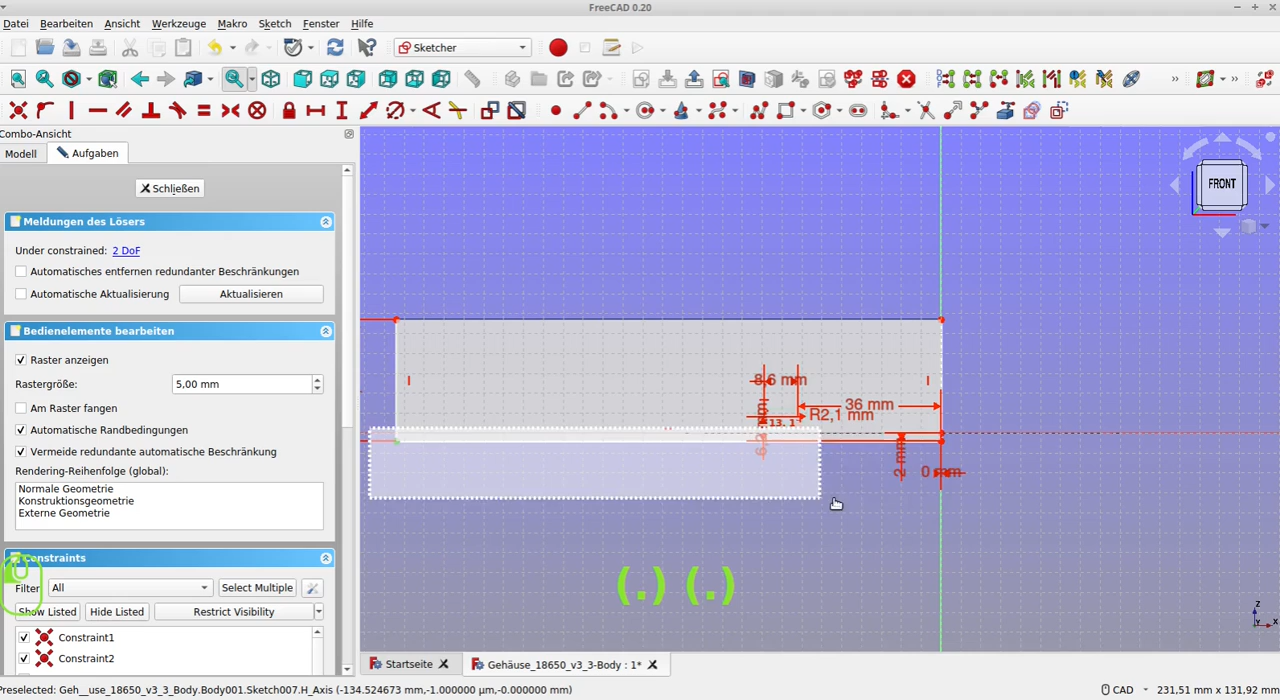 FreeCAD 0.20
Datei Bearbeiten Ansicht Werkzeuge Makro Sketch Fenster Hilfe
Sketcher
Combo-Ansicht
Modell Aufgaben
Schließen
Meldungen des Lösers
Under constrained: 2 DoF
Automatisches entfernen redundanter Beschränkungen
Automatische Aktualisierung Aktualisieren
Bedienelemente bearbeiten
Raster anzeigen
Rastergröße: 5,00 mm
Am Raster fangen
Automatische Randbedingungen
Vermeide redundante automatische Beschränkung
Rendering-Reihenfolge (global):
Normale Geometrie
Konstruktionsgeometrie
Externe Geometrie
Constraints
Filter All Select Multiple
Show Listed Hide Listed Restrict Visibility
Constraint1
Constraint2
FRONT
8,6 mm
36 mm
R2,1 mm
2 mm
0 mm
(.) (.)
Z
Y X
Startseite Gehäuse_18650_v3_3-Body : 1*
Preselected: Geh__use_18650_v3_3_Body.Body001.Sketch007.H_Axis (-134.524673 mm,-1.000000 µm,-0.000000 mm) CAD 231,51 mm x 131,92 mm